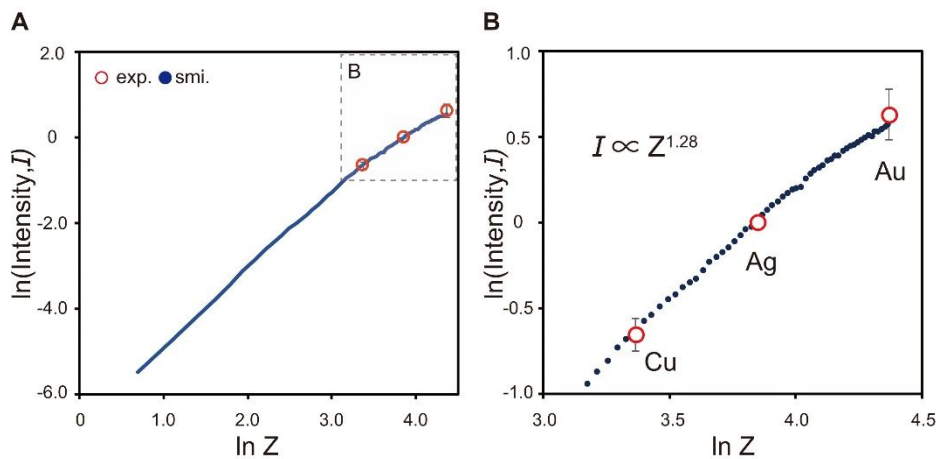 A
2.0
0
-2.0
-4.0
-6.0
ln(Intensity,I)
exp. smi.
B
0 1.0 2.0 3.0 4.0
ln Z
B
1.0
0.5
0
-0.5
-1.0
ln(Intensity,I)
I ∝ Z^1.28
Au
Ag
Cu
3.0 3.5 4.0 4.5
ln Z